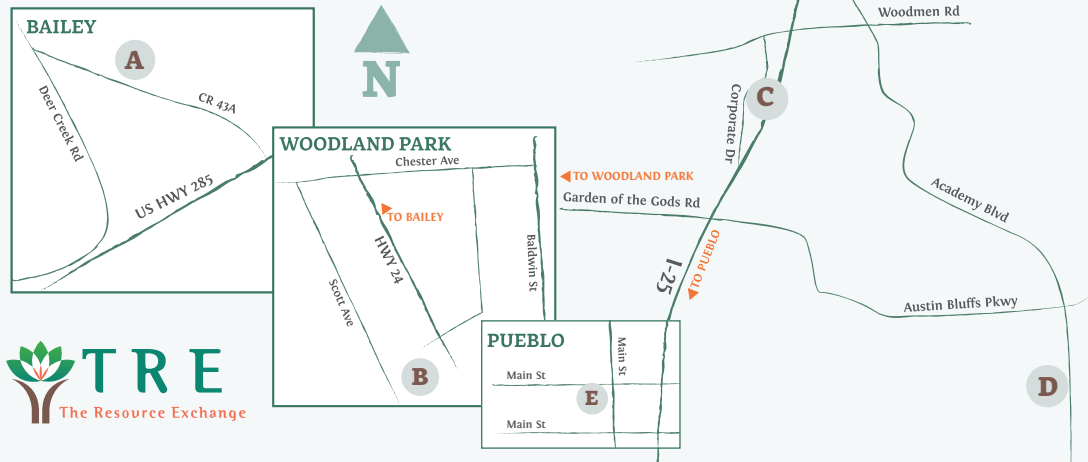 BAILEY
A
Deer Creek Rd
CR 43A
US HWY 285
N
WOODLAND PARK
Chester Ave
TO BAILEY
HWY 24
Scott Ave
Baldwin St
B
TO WOODLAND PARK
Garden of the Gods Rd
Woodmen Rd
C
Corporate Dr
Academy Blvd
I-25
TO PUEBLO
Austin Bluffs Pkwy
D
PUEBLO
Main St
Main St
E
Main St
TRE
The Resource Exchange